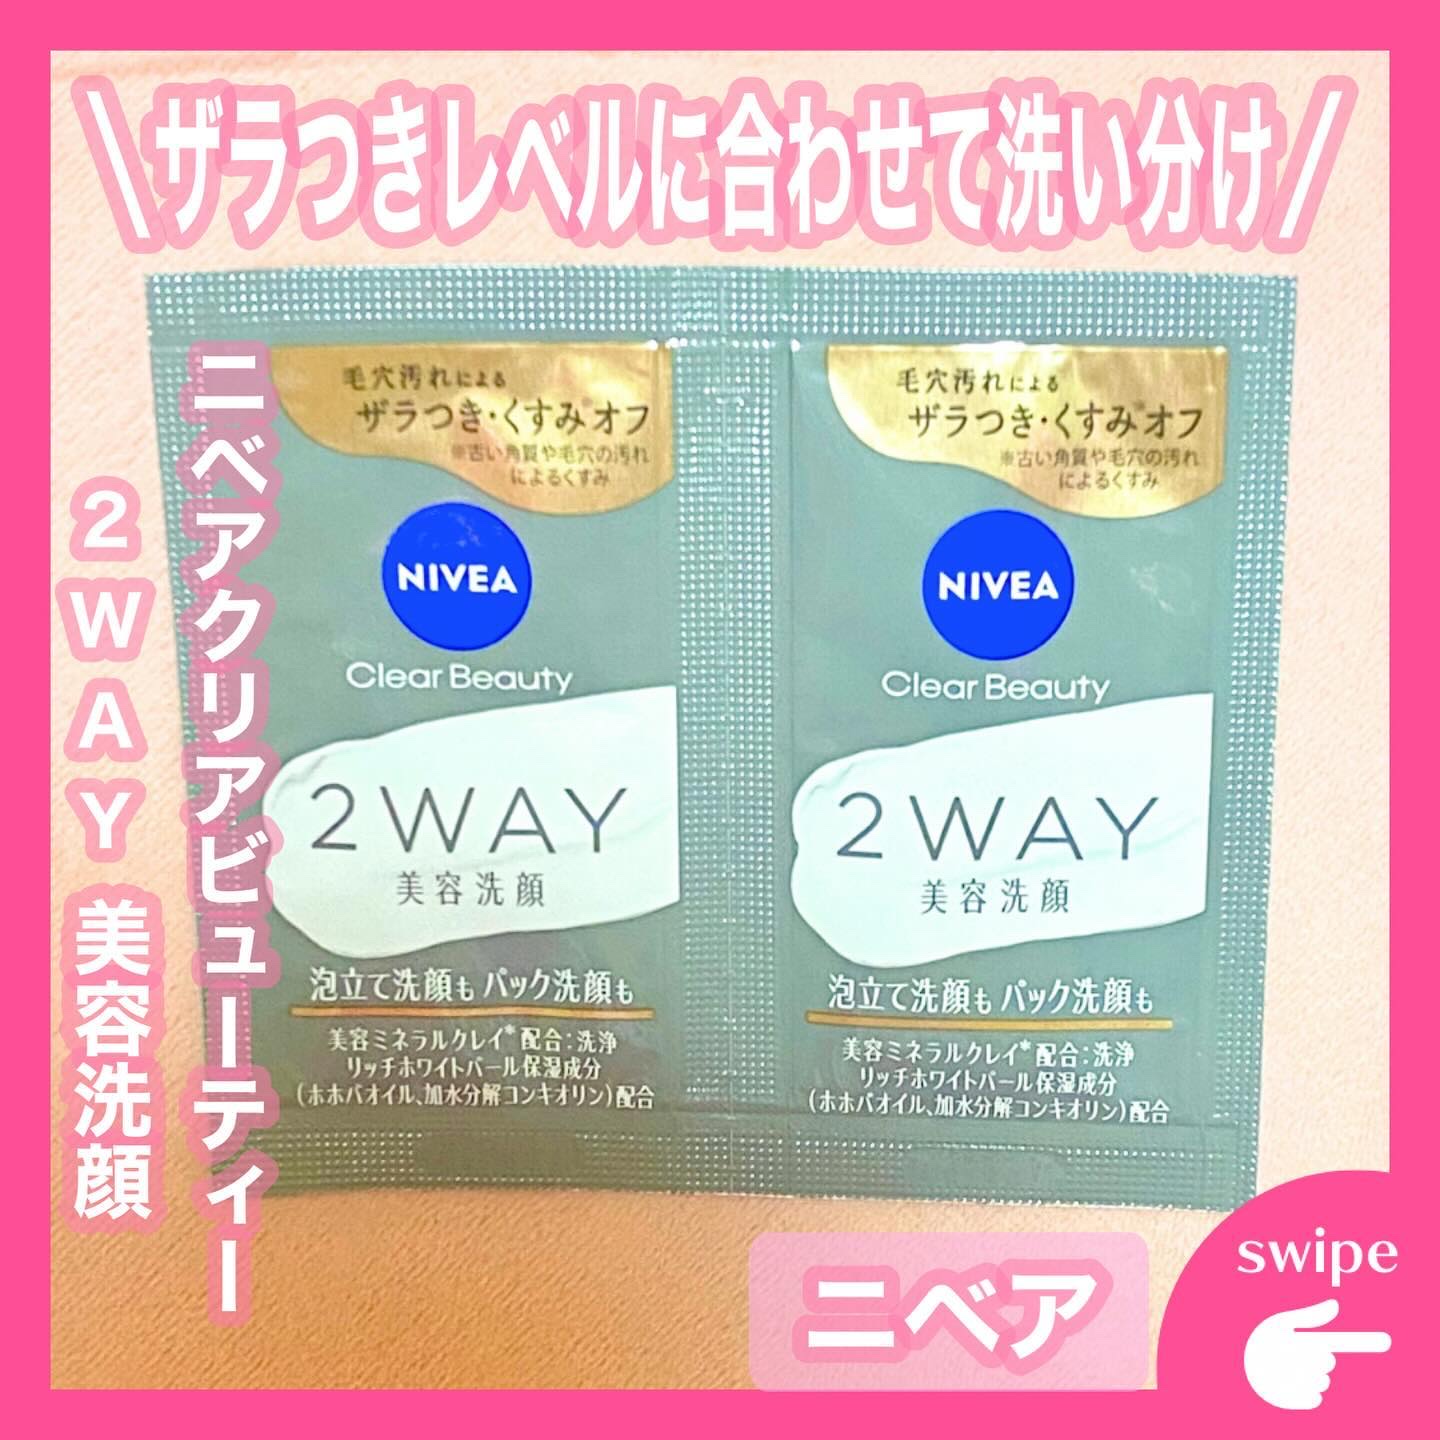 \ザラつきレベルに合わせて洗い分け/
ニベアクリアビューティー
2WAY 美容洗顔
毛穴汚れによる
ザラつき・くすみ※オフ
※古い角質や毛穴の汚れ
によるくすみ
NIVEA
Clear Beauty
2WAY
美容洗顔
泡立て洗顔も パック洗顔も
美容ミネラルクレイ*配合:洗浄
リッチホワイトパール保湿成分
(ホホバオイル、加水分解コンキオリン)配合
毛穴汚れによる
ザラつき・くすみ※オフ
※古い角質や毛穴の汚れ
によるくすみ
NIVEA
Clear Beauty
2WAY
美容洗顔
泡立て洗顔も パック洗顔も
美容ミネラルクレイ*配合:洗浄
リッチホワイトパール保湿成分
(ホホバオイル、加水分解コンキオリン)配合
ニベア
swipe